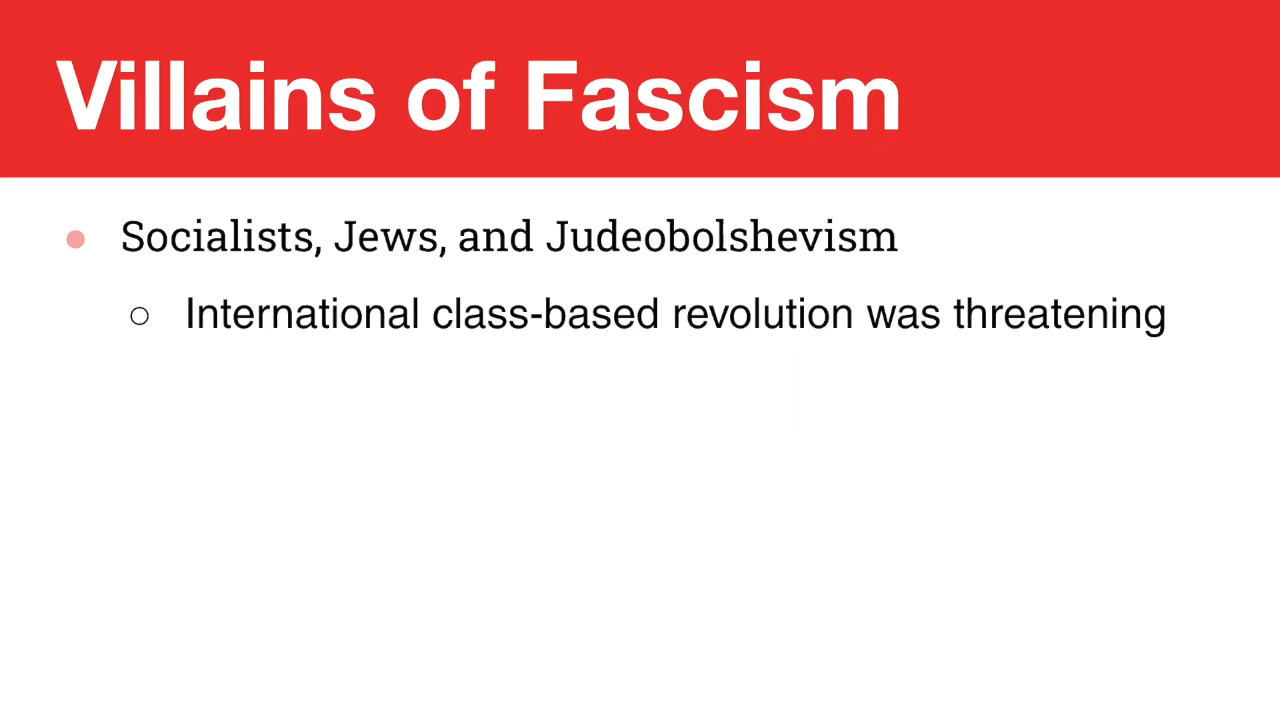 Villains of Fascism
● Socialists, Jews, and Judeobolshevism
○ International class-based revolution was threatening